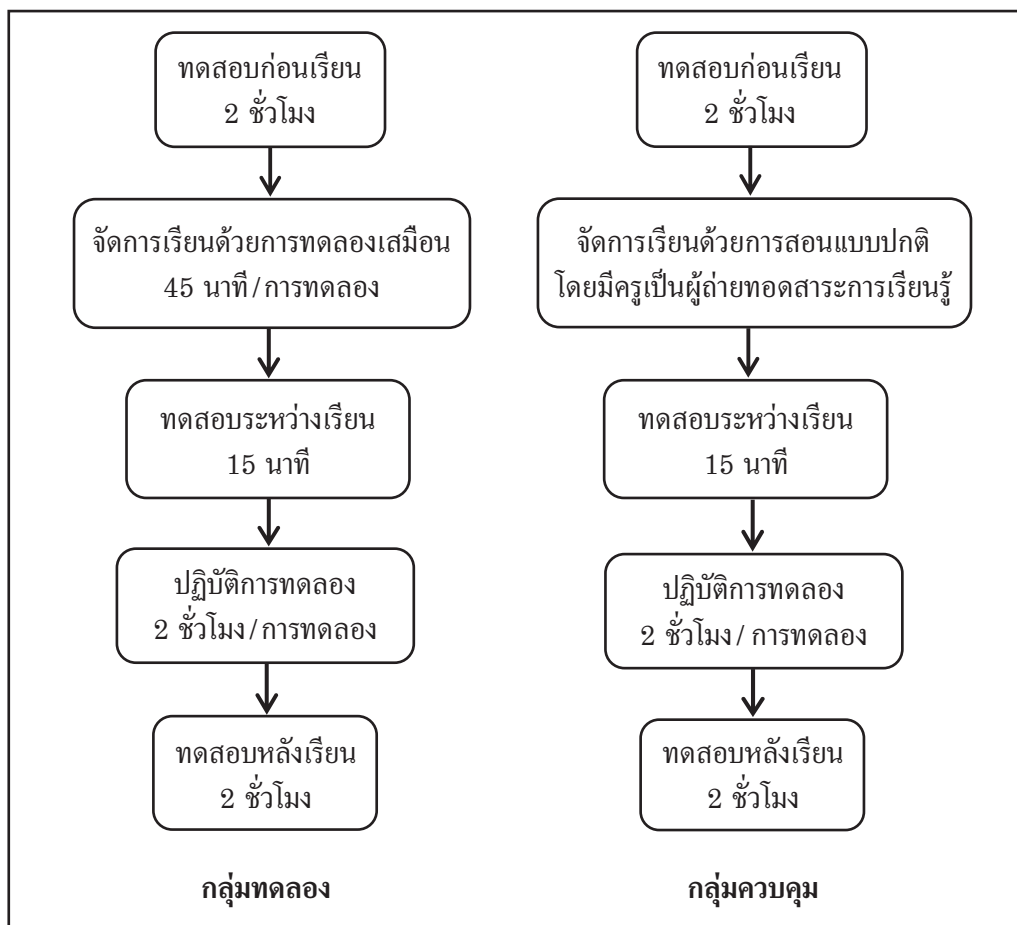 ทดสอบก่อนเรียน
2 ชั่วโมง
จัดการเรียนด้วยการทดลองเสมือน
45 นาที/การทดลอง
ทดสอบระหว่างเรียน
15 นาที
ปฏิบัติการทดลอง
2 ชั่วโมง/การทดลอง
ทดสอบหลังเรียน
2 ชั่วโมง
กลุ่มทดลอง
ทดสอบก่อนเรียน
2 ชั่วโมง
จัดการเรียนด้วยการสอนแบบปกติ
โดยมีครูเป็นผู้ถ่ายทอดสาระการเรียนรู้
ทดสอบระหว่างเรียน
15 นาที
ปฏิบัติการทดลอง
2 ชั่วโมง/การทดลอง
ทดสอบหลังเรียน
2 ชั่วโมง
กลุ่มควบคุม